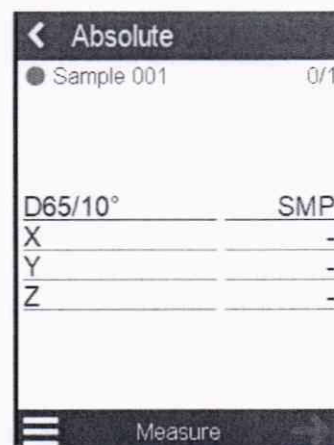 Absolute
Sample 001 0/1
D65/10° SMP
X -
Y -
Z -
Measure